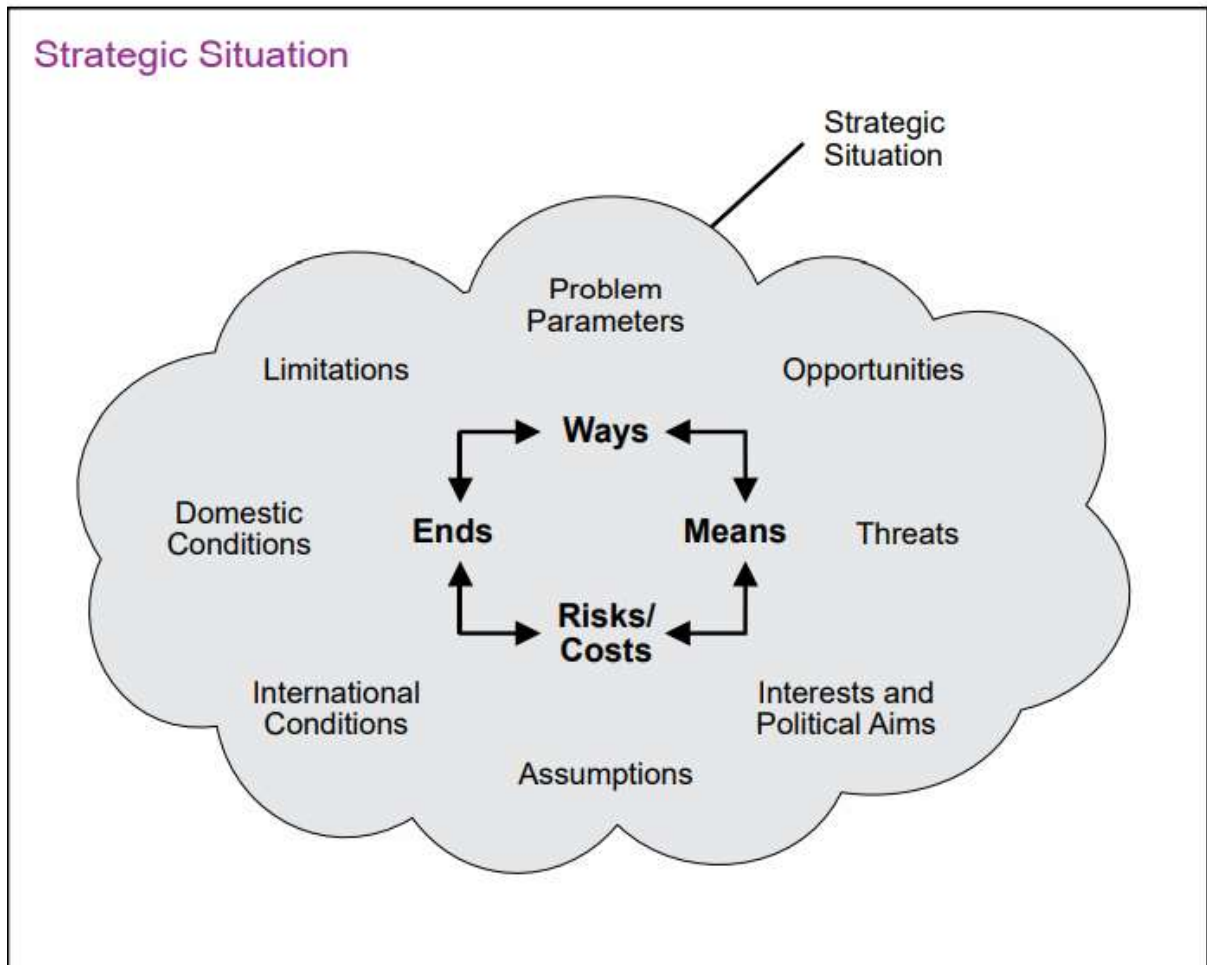 Strategic Situation
Strategic
Situation
Problem
Parameters
Limitations
Opportunities
Ways
Domestic
Conditions
Ends
Means
Threats
Risks/
Costs
International
Conditions
Interests and
Political Aims
Assumptions